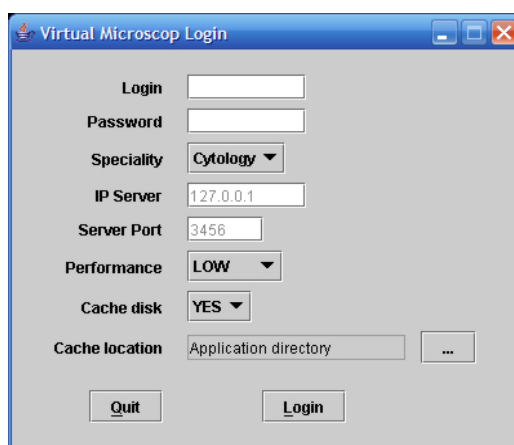 Virtual Microscop Login
Login
Password
Speciality Cytology
IP Server 127.0.0.1
Server Port 3456
Performance LOW
Cache disk YES
Cache location Application directory ...
Quit Login